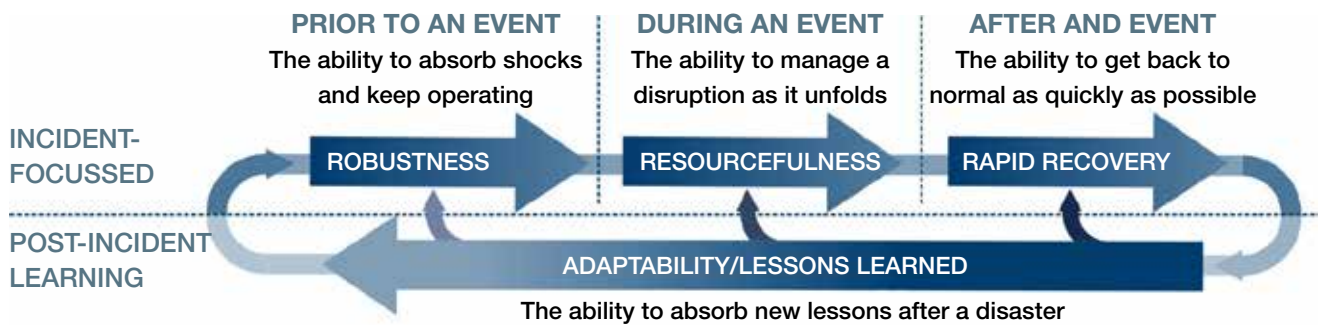 PRIOR TO AN EVENT
The ability to absorb shocks
and keep operating
DURING AN EVENT
The ability to manage a
disruption as it unfolds
AFTER AND EVENT
The ability to get back to
normal as quickly as possible
INCIDENT-
FOCUSSED
ROBUSTNESS
RESOURCEFULNESS
RAPID RECOVERY
POST-INCIDENT
LEARNING
ADAPTABILITY/LESSONS LEARNED
The ability to absorb new lessons after a disaster